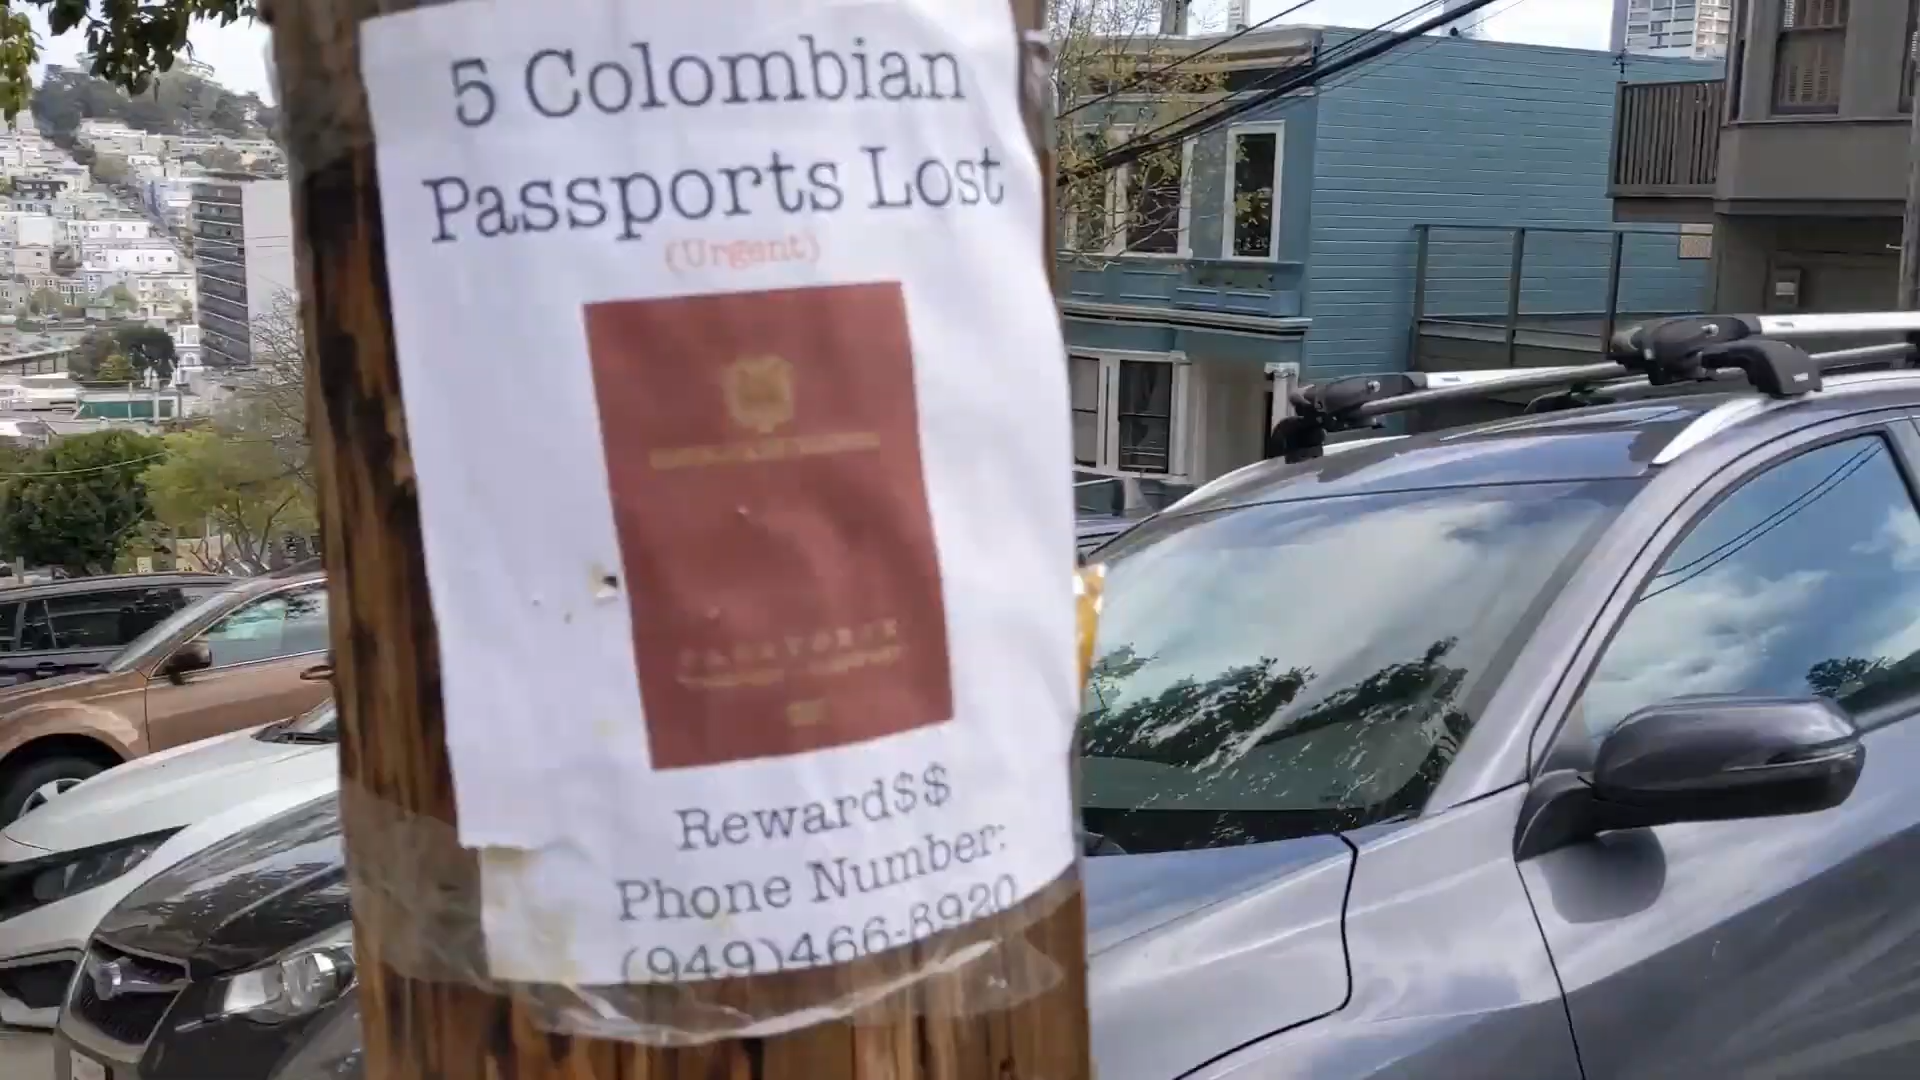 5 Colombian
Passports Lost
(Urgent)
Reward$$
Phone Number:
(949)466-8920